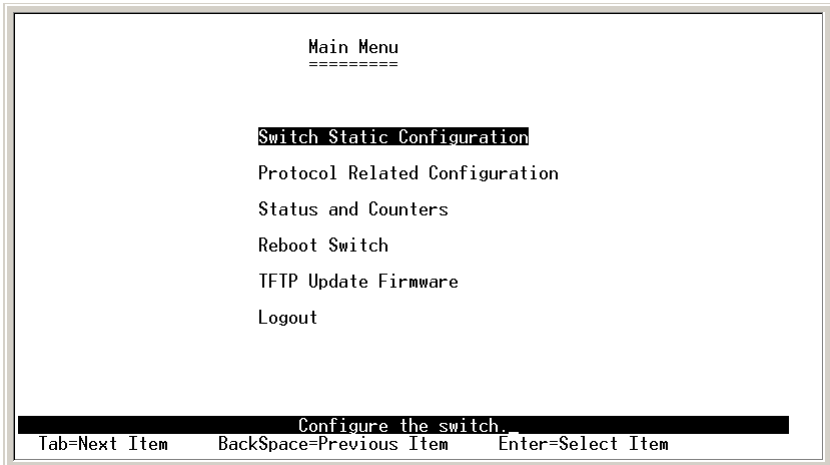 Main Menu
=========
Switch Static Configuration
Protocol Related Configuration
Status and Counters
Reboot Switch
TFTP Update Firmware
Logout
Configure the switch._
Tab=Next Item BackSpace=Previous Item Enter=Select Item